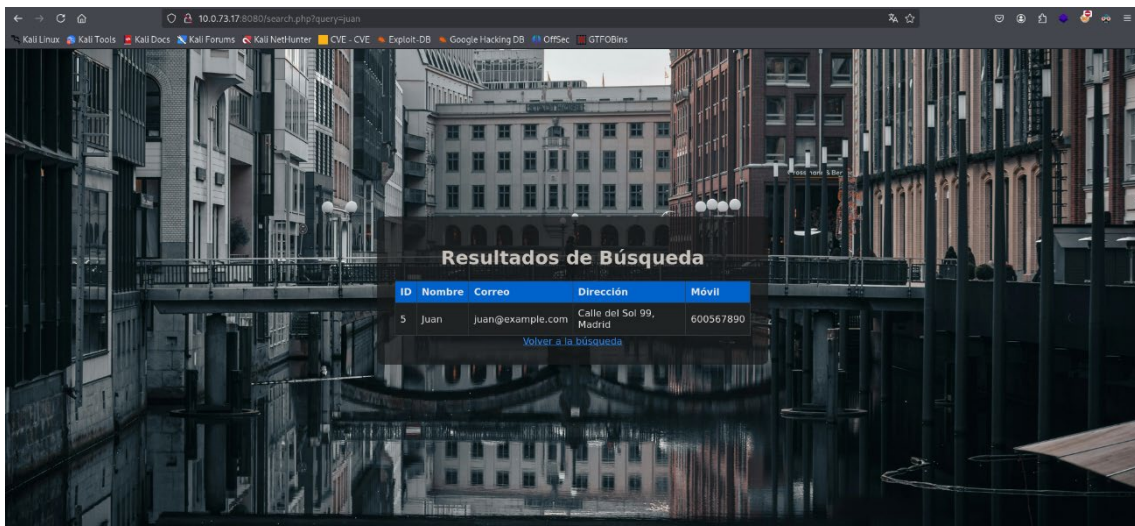 10.0.73.17:8080/search.php?query=juan
Kali Linux Kali Tools Kali Docs Kali Forums Kali NetHunter CVE - CVE Exploit-DB Google Hacking DB OffSec GTFOBins
Resultados de Búsqueda
ID Nombre Correo Dirección Móvil
5 Juan juan@example.com Calle del Sol 99, Madrid 600567890
Volver a la búsqueda